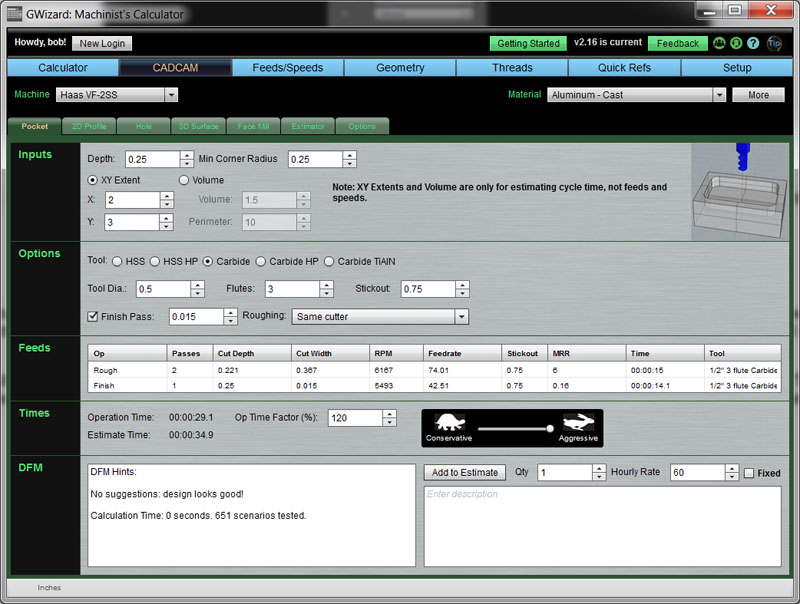 GWizard: Machinist's Calculator
Howdy, bob! New Login Getting Started v2.16 is current Feedback ? Tip
Calculator CADCAM Feeds/Speeds Geometry Threads Quick Refs Setup
Machine Haas VF-2SS Material Aluminum - Cast More
Pocket 2D Profile Hole 3D Surface Face Mill Estimator Options
Inputs
Depth: 0.25 Min Corner Radius 0.25
XY Extent Volume
Note: XY Extents and Volume are only for estimating cycle time, not feeds and
speeds.
X: 2 Volume: 1.5
Y: 3 Perimeter: 10
Options
Tool: HSS HSS HP Carbide Carbide HP Carbide TiAlN
Tool Dia.: 0.5 Flutes: 3 Stickout: 0.75
Finish Pass: 0.015 Roughing: Same cutter
Feeds
Op Passes Cut Depth Cut Width RPM Feedrate Stickout MRR Time Tool
Rough 2 0.221 0.367 6167 74.01 0.75 6 00:00:15 1/2" 3 flute Carbide
Finish 1 0.25 0.015 5493 42.51 0.75 0.16 00:00:14.1 1/2" 3 flute Carbide
Times
Operation Time: 00:00:29.1 Op Time Factor (%): 120
Estimate Time: 00:00:34.9
Conservative Aggressive
DFM
DFM Hints:
No suggestions: design looks good!
Calculation Time: 0 seconds. 651 scenarios tested.
Add to Estimate Qty 1 Hourly Rate 60 Fixed
Enter description
Inches